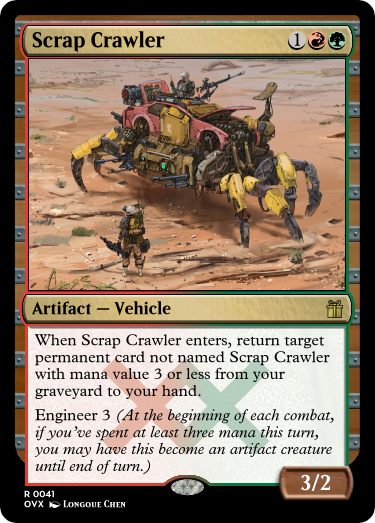 Scrap Crawler 1
Artifact — Vehicle
When Scrap Crawler enters, return target
permanent card not named Scrap Crawler
with mana value 3 or less from your
graveyard to your hand.
Engineer 3 (At the beginning of each combat,
if you've spent at least three mana this turn,
you may have this become an artifact creature
until end of turn.)
3/2
R 0041
OVX Longque Chen